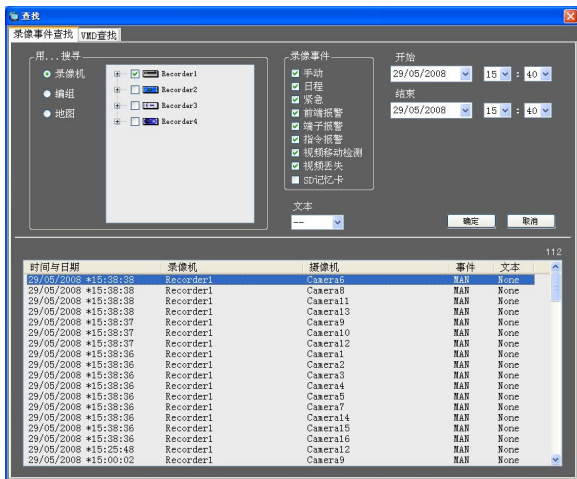 查找
录像事件查找 VMD查找
用...搜寻
录像机
编组
地图
Recorder1
Recorder2
Recorder3
Recorder4
录像事件
手动
日程
紧急
前端报警
端子报警
指令报警
视频移动检测
视频丢失
SD记忆卡
文本
--
开始
29/05/2008 15 : 40
结束
29/05/2008 15 : 40
确定 取消
112
时间与日期 录像机 摄像机 事件 文本
29/05/2008 *15:38:38 Recorder1 Camera6 MAN None
29/05/2008 *15:38:38 Recorder1 Camera8 MAN None
29/05/2008 *15:38:38 Recorder1 Camera11 MAN None
29/05/2008 *15:38:38 Recorder1 Camera13 MAN None
29/05/2008 *15:38:37 Recorder1 Camera9 MAN None
29/05/2008 *15:38:37 Recorder1 Camera10 MAN None
29/05/2008 *15:38:37 Recorder1 Camera12 MAN None
29/05/2008 *15:38:36 Recorder1 Camera1 MAN None
29/05/2008 *15:38:36 Recorder1 Camera2 MAN None
29/05/2008 *15:38:36 Recorder1 Camera3 MAN None
29/05/2008 *15:38:36 Recorder1 Camera4 MAN None
29/05/2008 *15:38:36 Recorder1 Camera5 MAN None
29/05/2008 *15:38:36 Recorder1 Camera7 MAN None
29/05/2008 *15:38:36 Recorder1 Camera14 MAN None
29/05/2008 *15:38:36 Recorder1 Camera15 MAN None
29/05/2008 *15:38:36 Recorder1 Camera16 MAN None
29/05/2008 *15:25:48 Recorder1 Camera12 MAN None
29/05/2008 *15:00:02 Recorder1 Camera9 MAN None